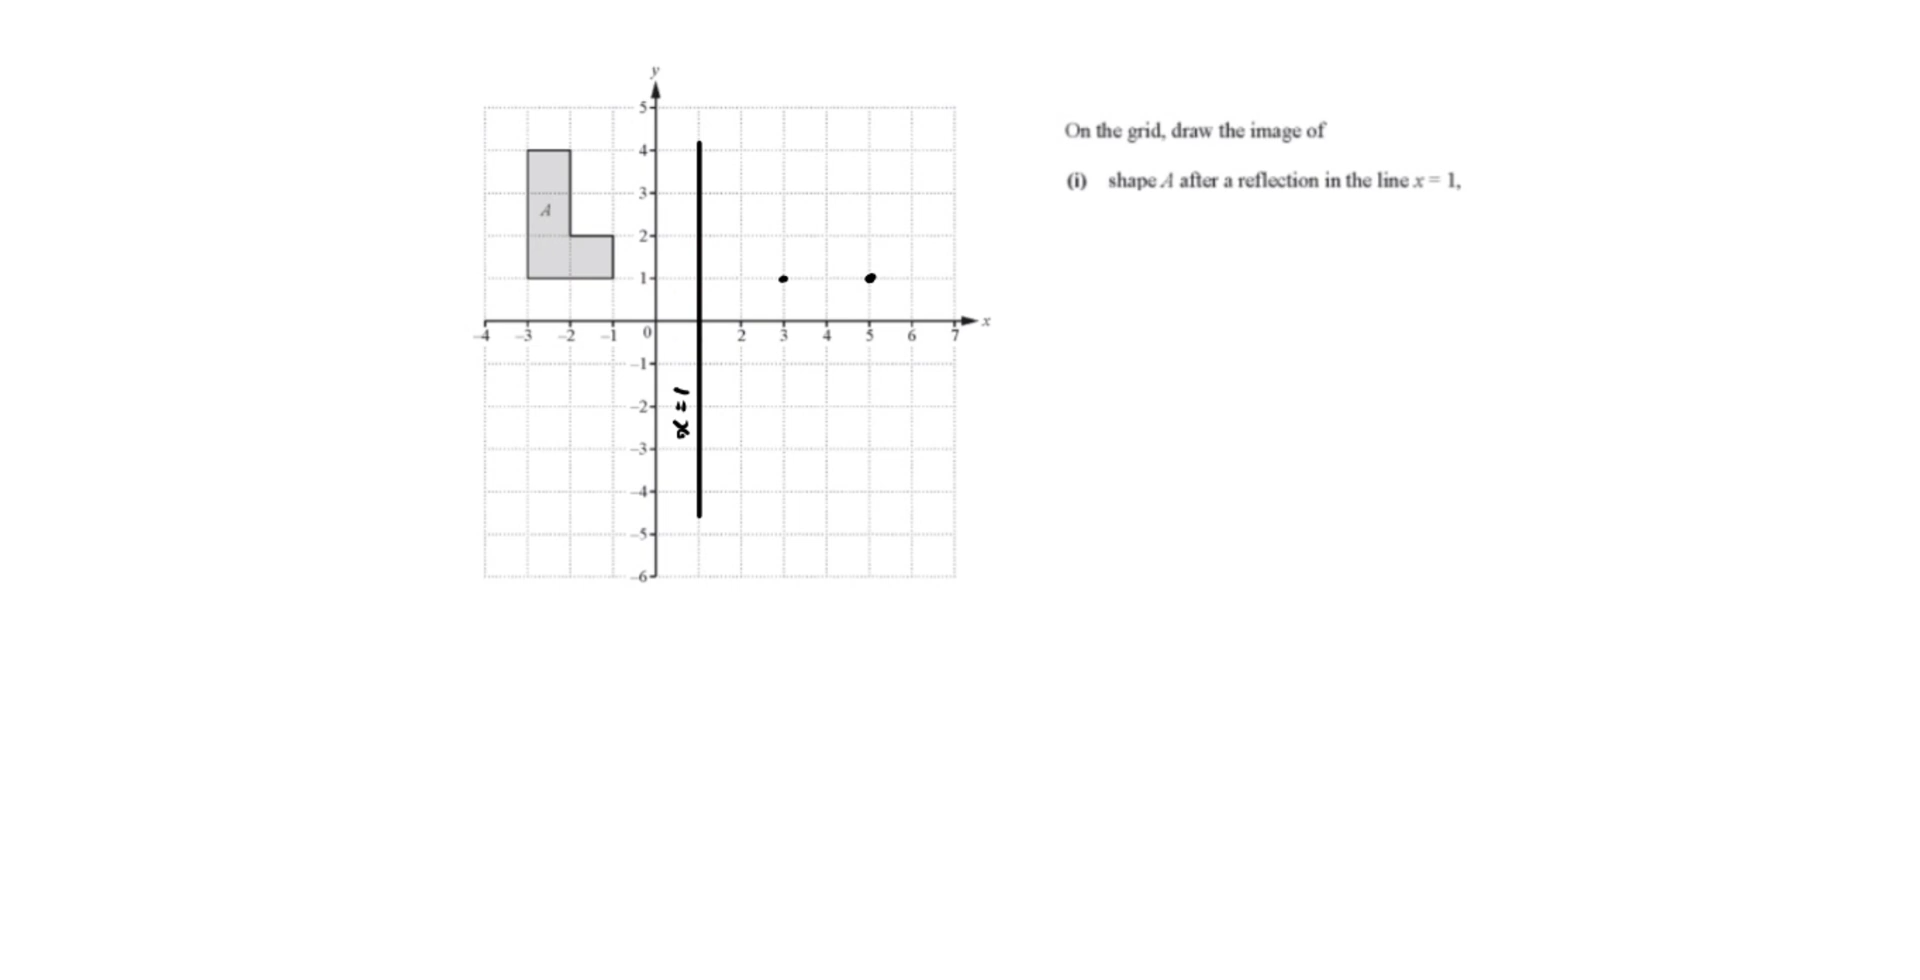 y
5
4
3
2
1
A
-4 -3 -2 -1 0 2 3 4 5 6 7 x
-1
-2
-3
-4
-5
-6
x=1
On the grid, draw the image of
(i) shape A after a reflection in the line x = 1,